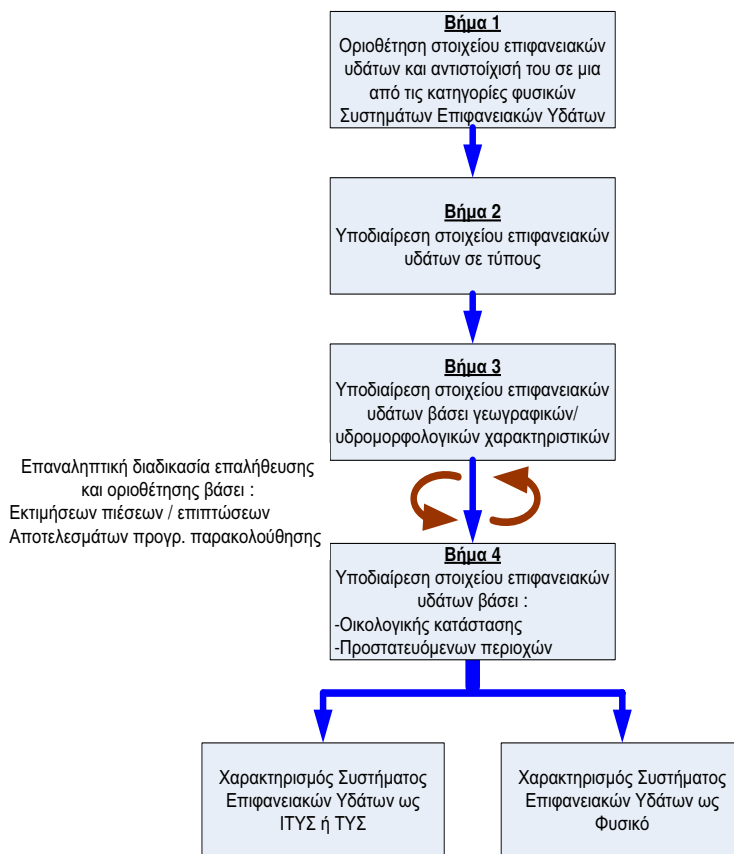 Βήμα 1
Οριοθέτηση στοιχείου επιφανειακών
υδάτων και αντιστοίχισή του σε μια
από τις κατηγορίες φυσικών
Συστημάτων Επιφανειακών Υδάτων
Βήμα 2
Υποδιαίρεση στοιχείου επιφανειακών
υδάτων σε τύπους
Βήμα 3
Υποδιαίρεση στοιχείου επιφανειακών
υδάτων βάσει γεωγραφικών/
υδρομορφολογικών χαρακτηριστικών
Επαναληπτική διαδικασία επαλήθευσης
και οριοθέτησης βάσει :
Εκτιμήσεων πιέσεων / επιπτώσεων
Αποτελεσμάτων προγρ. παρακολούθησης
Βήμα 4
Υποδιαίρεση στοιχείου επιφανειακών
υδάτων βάσει :
-Οικολογικής κατάστασης
-Προστατευόμενων περιοχών
Χαρακτηρισμός Συστήματος
Επιφανειακών Υδάτων ως
ΙΤΥΣ ή ΤΥΣ
Χαρακτηρισμός Συστήματος
Επιφανειακών Υδάτων ως
Φυσικό